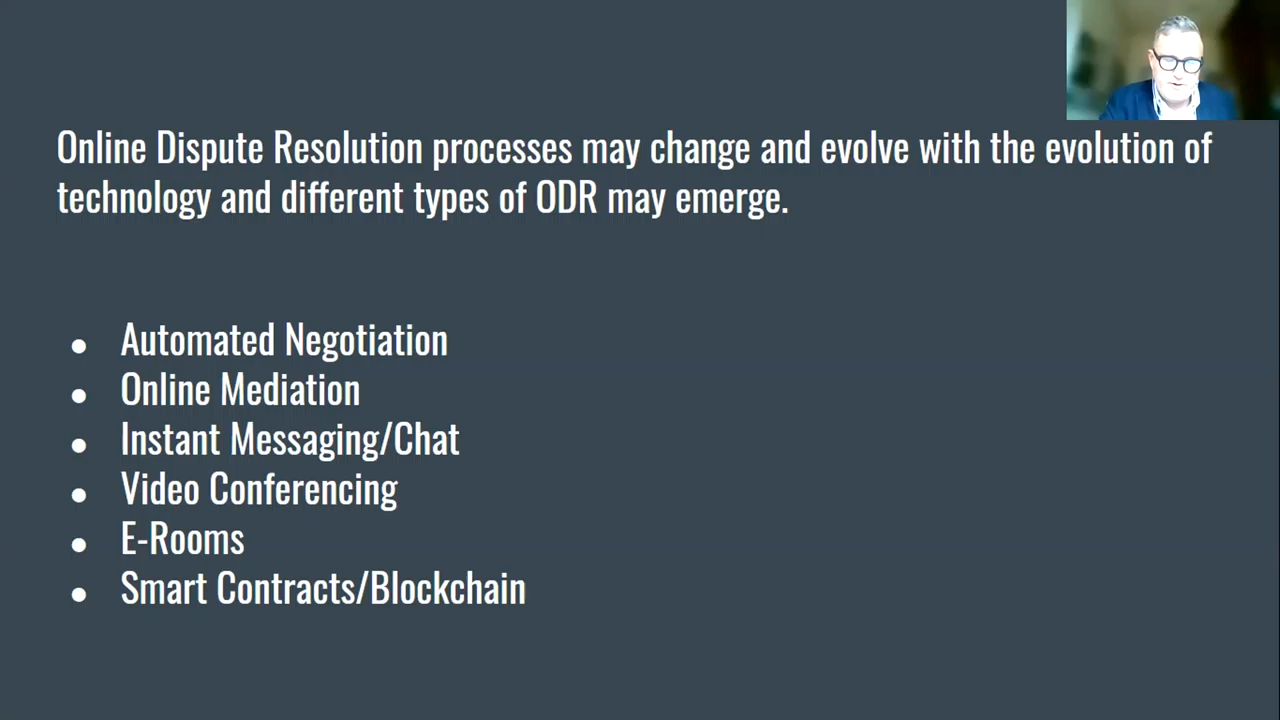 Online Dispute Resolution processes may change and evolve with the evolution of
technology and different types of ODR may emerge.
● Automated Negotiation
● Online Mediation
● Instant Messaging/Chat
● Video Conferencing
● E-Rooms
● Smart Contracts/Blockchain